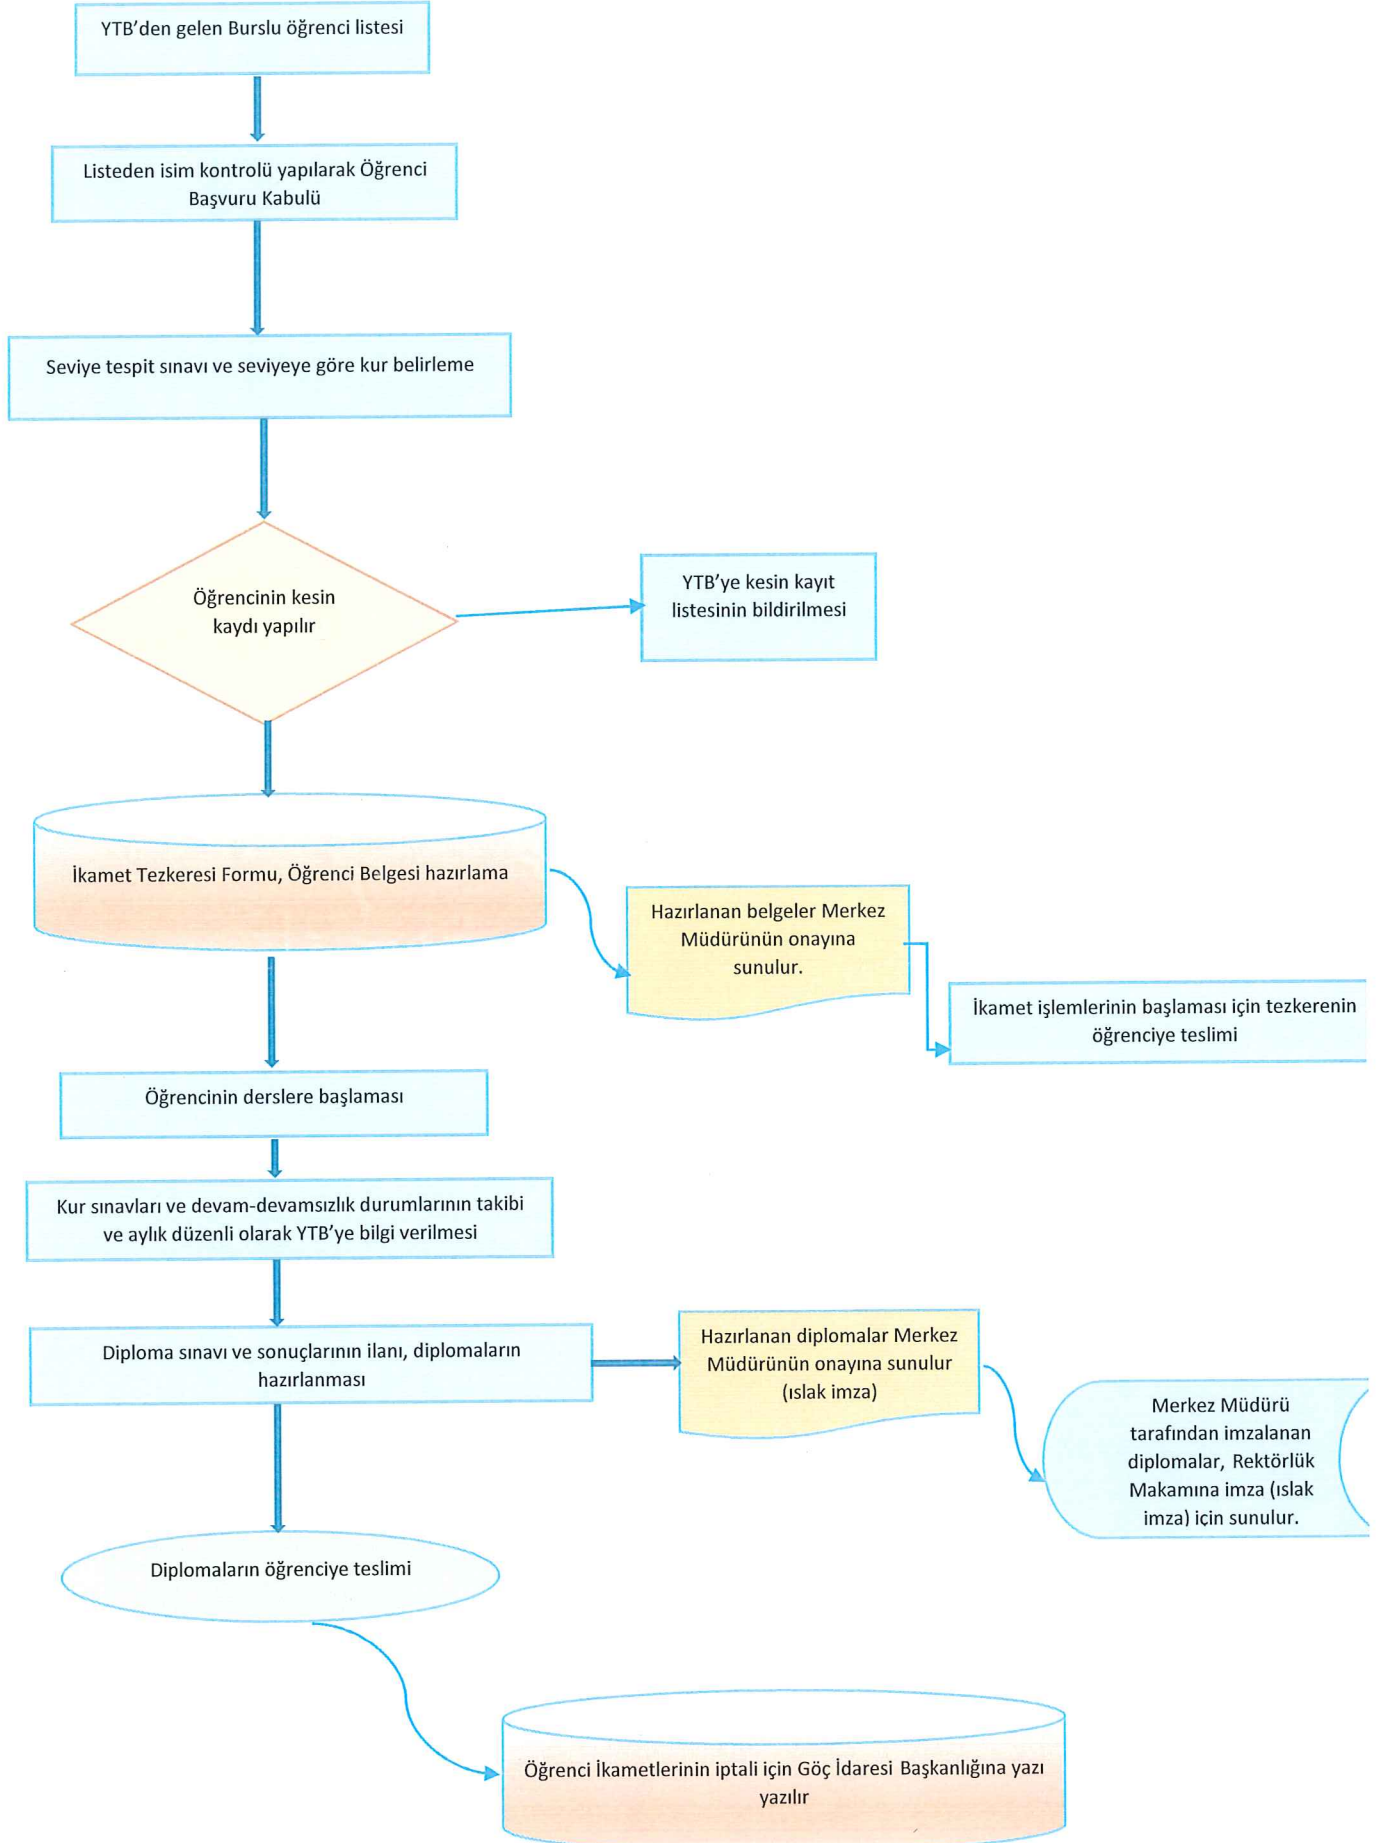 YTB’den gelen Burslu öğrenci listesi
Listeden isim kontrolü yapılarak Öğrenci
Başvuru Kabulü
Seviye tespit sınavı ve seviyeye göre kur belirleme
Öğrencinin kesin
kaydı yapılır
YTB’ye kesin kayıt
listesinin bildirilmesi
İkamet Tezkeresi Formu, Öğrenci Belgesi hazırlama
Hazırlanan belgeler Merkez
Müdürünün onayına
sunulur.
İkamet işlemlerinin başlaması için tezkerenin
öğrenciye teslimi
Öğrencinin derslere başlaması
Kur sınavları ve devam-devamsızlık durumlarının takibi
ve aylık düzenli olarak YTB’ye bilgi verilmesi
Diploma sınavı ve sonuçlarının ilanı, diplomaların
hazırlanması
Hazırlanan diplomalar Merkez
Müdürünün onayına sunulur
(ıslak imza)
Merkez Müdürü
tarafından imzalanan
diplomalar, Rektörlük
Makamına imza (ıslak
imza) için sunulur.
Diplomaların öğrenciye teslimi
Öğrenci İkametlerinin iptali için Göç İdaresi Başkanlığına yazı
yazılır